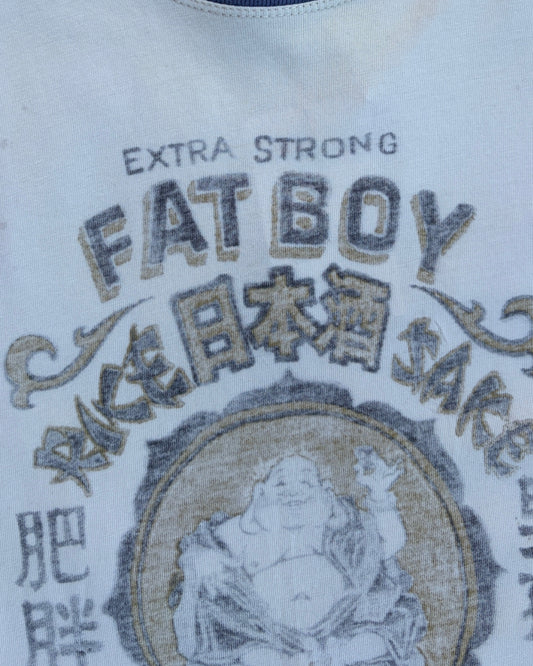 EXTRA STRONG
FAT BOY
日本酒
RICE SAKE
肥胖